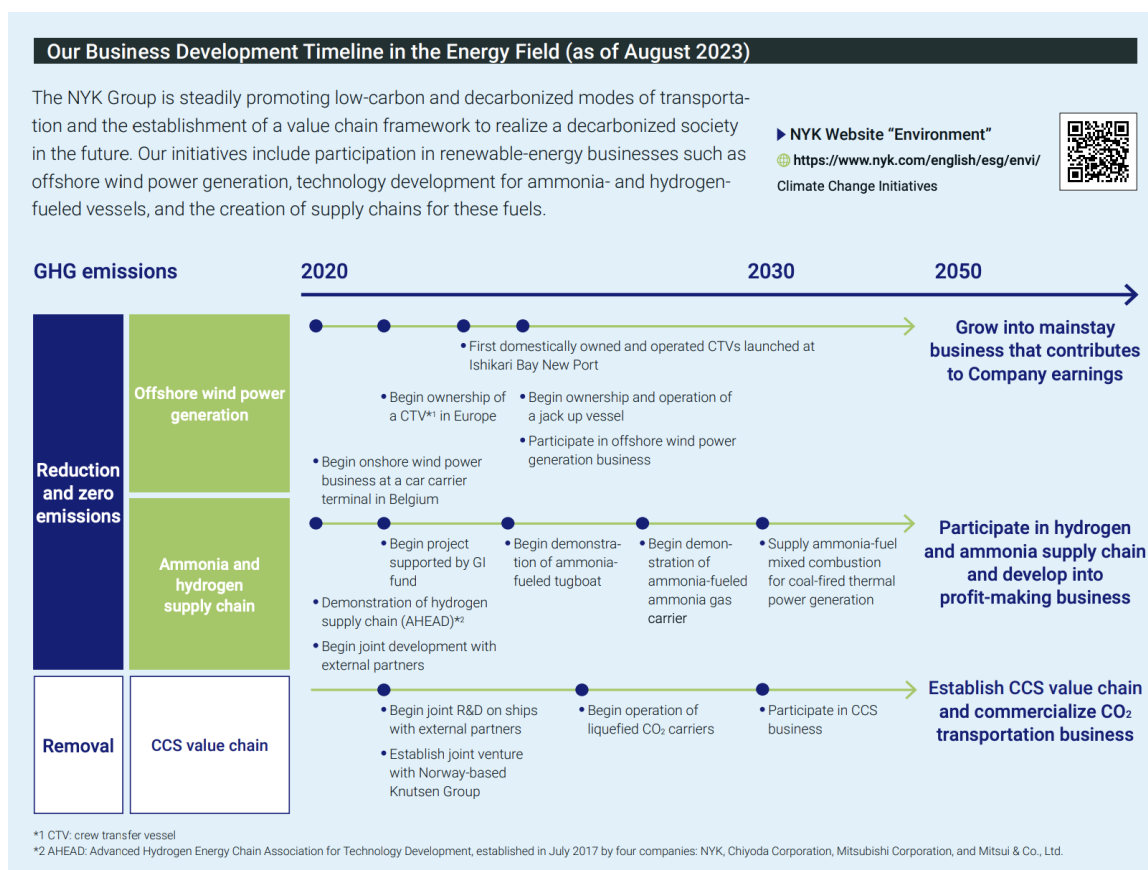 Our Business Development Timeline in the Energy Field (as of August 2023)
The NYK Group is steadily promoting low-carbon and decarbonized modes of transporta-
tion and the establishment of a value chain framework to realize a decarbonized society
in the future. Our initiatives include participation in renewable-energy businesses such as
offshore wind power generation, technology development for ammonia- and hydrogen-
fueled vessels, and the creation of supply chains for these fuels.
NYK Website “Environment”
https://www.nyk.com/english/esg/envi/
Climate Change Initiatives
GHG emissions
2020
2030
2050
Reduction
and zero
emissions
Offshore wind power
generation
• First domestically owned and operated CTVs launched at
Ishikari Bay New Port
• Begin ownership of
a CTV*1 in Europe
• Begin ownership and operation of
a jack up vessel
• Participate in offshore wind power
generation business
• Begin onshore wind power
business at a car carrier
terminal in Belgium
Grow into mainstay
business that contributes
to Company earnings
Ammonia and
hydrogen
supply chain
• Begin project
supported by GI
fund
• Demonstration of hydrogen
supply chain (AHEAD)*2
• Begin joint development with
external partners
• Begin demonstra-
tion of ammonia-
fueled tugboat
• Begin demon-
stration of
ammonia-fueled
ammonia gas
carrier
• Supply ammonia-fuel
mixed combustion
for coal-fired thermal
power generation
Participate in hydrogen
and ammonia supply chain
and develop into
profit-making business
Removal
CCS value chain
• Begin joint R&D on ships
with external partners
• Establish joint venture
with Norway-based
Knutsen Group
• Begin operation of
liquefied CO₂ carriers
• Participate in CCS
business
Establish CCS value chain
and commercialize CO₂
transportation business
*1 CTV: crew transfer vessel
*2 AHEAD: Advanced Hydrogen Energy Chain Association for Technology Development, established in July 2017 by four companies: NYK, Chiyoda Corporation, Mitsubishi Corporation, and Mitsui & Co., Ltd.